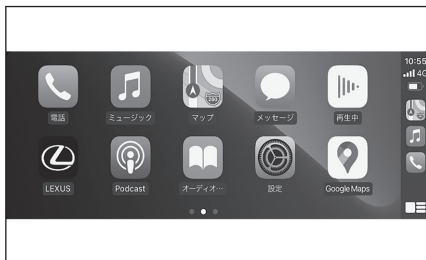 10:55
4G
電話
ミュージック
マップ
メッセージ
再生中
280
LEXUS
Podcast
オーディオ…
設定
Google Maps